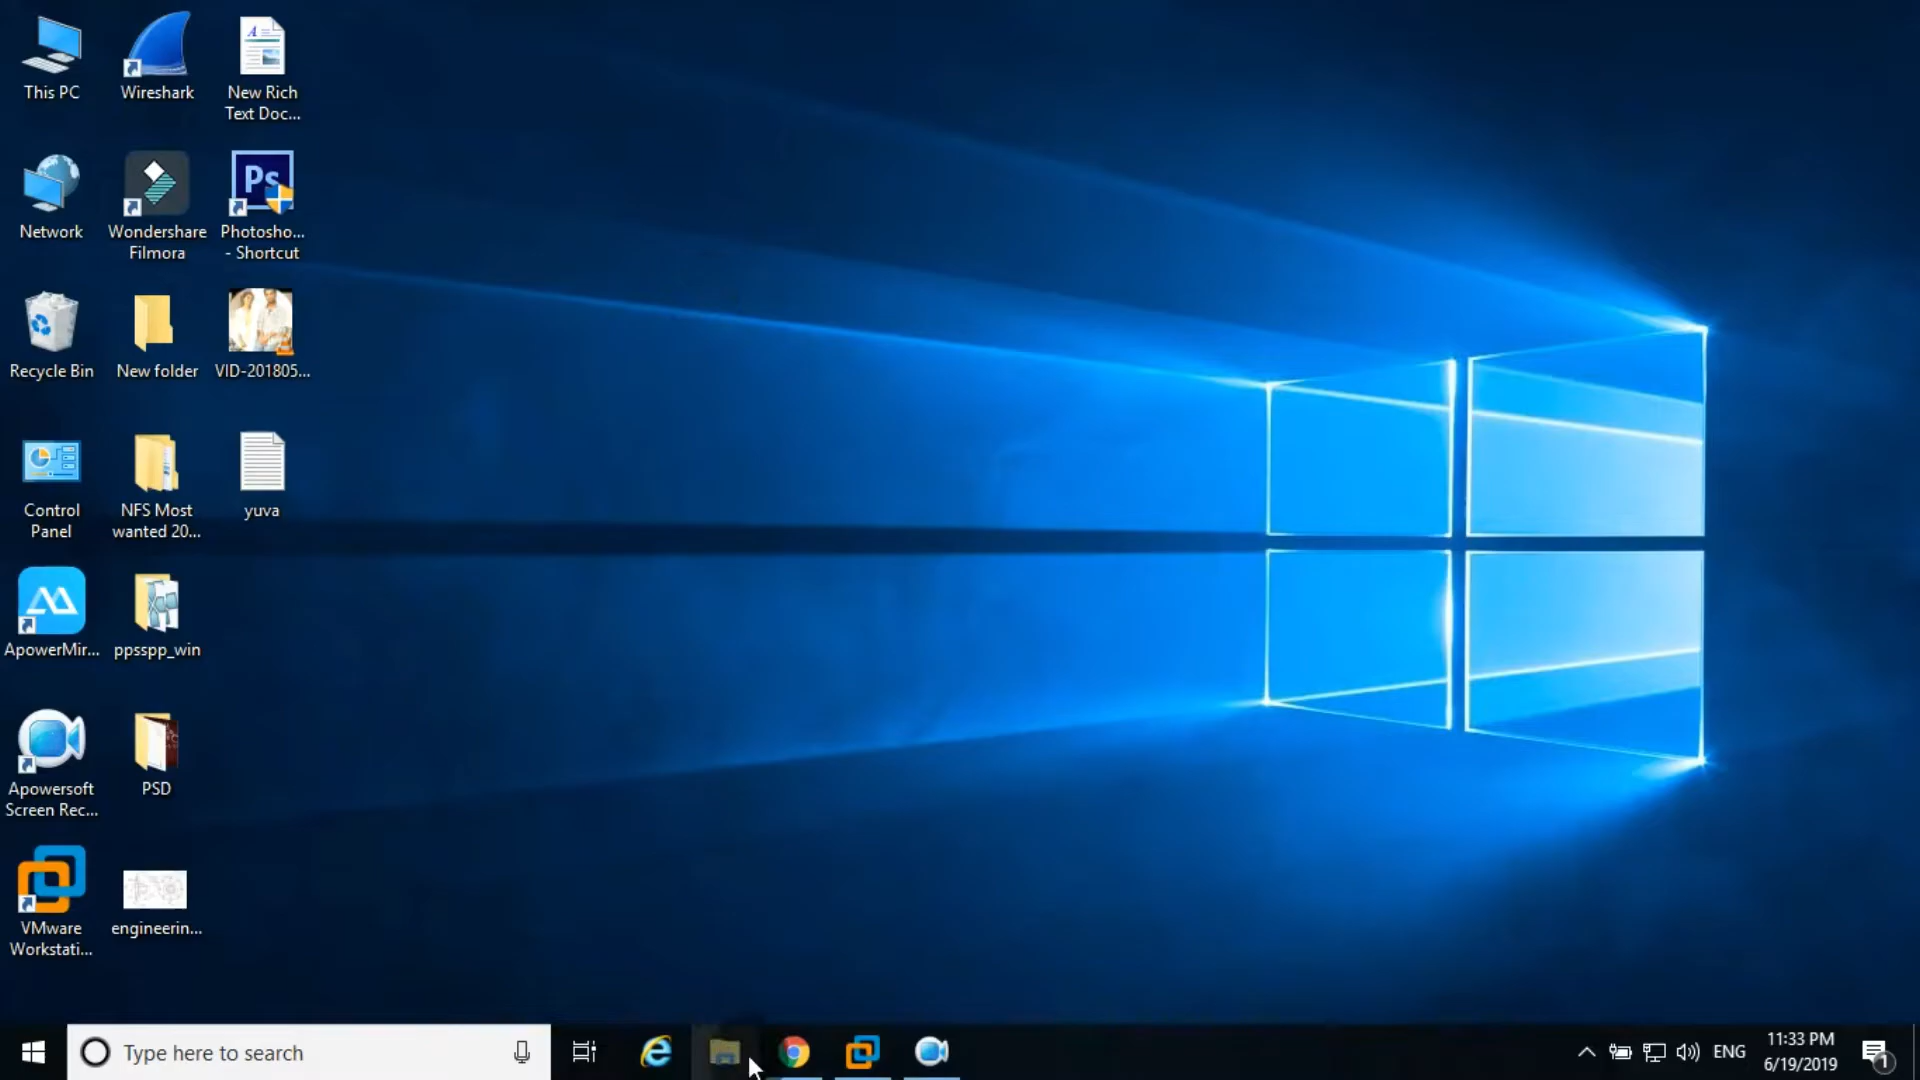 This PC
Wireshark
New Rich
Text Doc...
Network
Wondershare
Filmora
Ps
Photosho...
- Shortcut
Recycle Bin
New folder
VID-201805...
Control
Panel
NFS Most
wanted 20...
yuva
ApowerMir...
ppsspp_win
Apowersoft
Screen Rec...
PSD
VMware
Workstati...
engineerin...
Type here to search
ENG
11:33 PM
6/19/2019
1